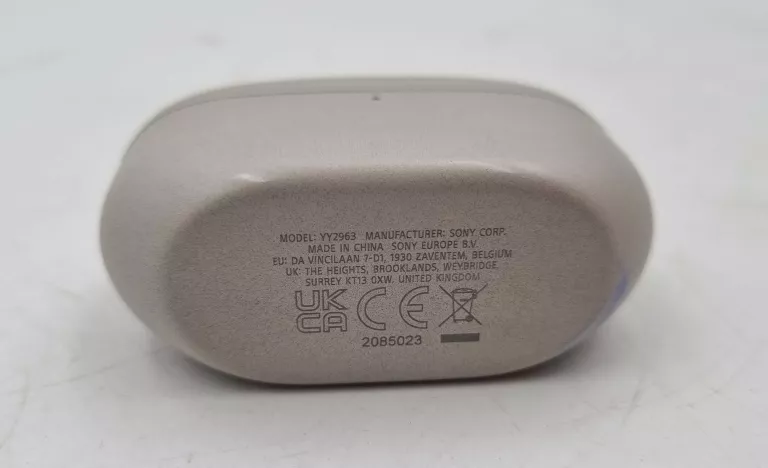 MODEL: YY2963 MANUFACTURER: SONY CORP.
MADE IN CHINA SONY EUROPE B.V.
EU: DA VINCILAAN 7-D1, 1930 ZAVENTEM, BELGIUM
UK: THE HEIGHTS, BROOKLANDS, WEYBRIDGE,
SURREY KT13 0XW. UNITED KINGDOM
UK
CA CE
2085023